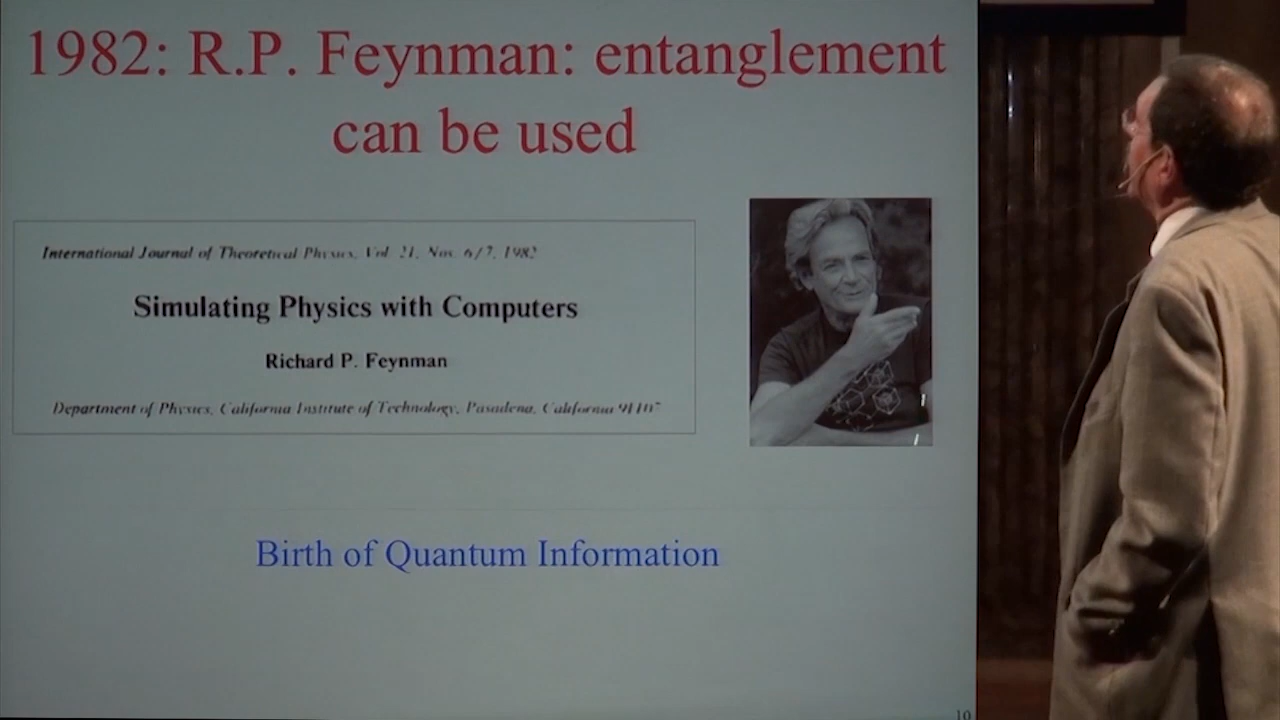 1982: R.P. Feynman: entanglement
can be used
International Journal of Theoretical Physics, Vol. 21, Nos. 6/7, 1982
Simulating Physics with Computers
Richard P. Feynman
Department of Physics, California Institute of Technology, Pasadena, California 91107
Birth of Quantum Information
10